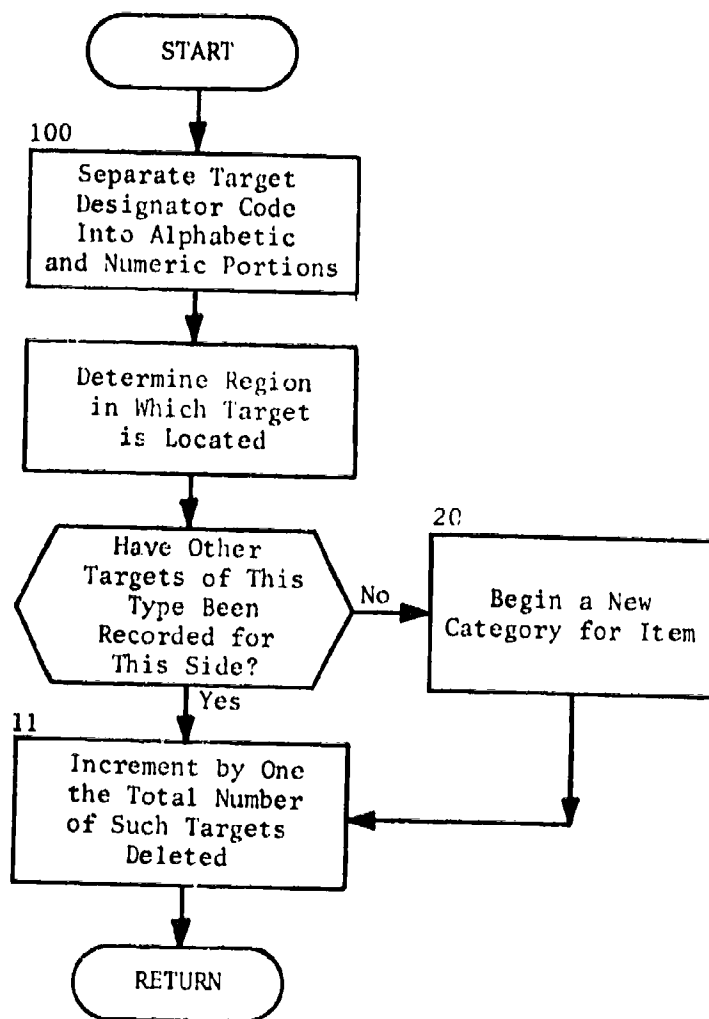 START
100
Separate Target
Designator Code
Into Alphabetic
and Numeric Portions
Determine Region
in Which Target
is Located
Have Other
Targets of This
Type Been
Recorded for
This Side?
No
20
Begin a New
Category for Item
Yes
11
Increment by One
the Total Number
of Such Targets
Deleted
RETURN